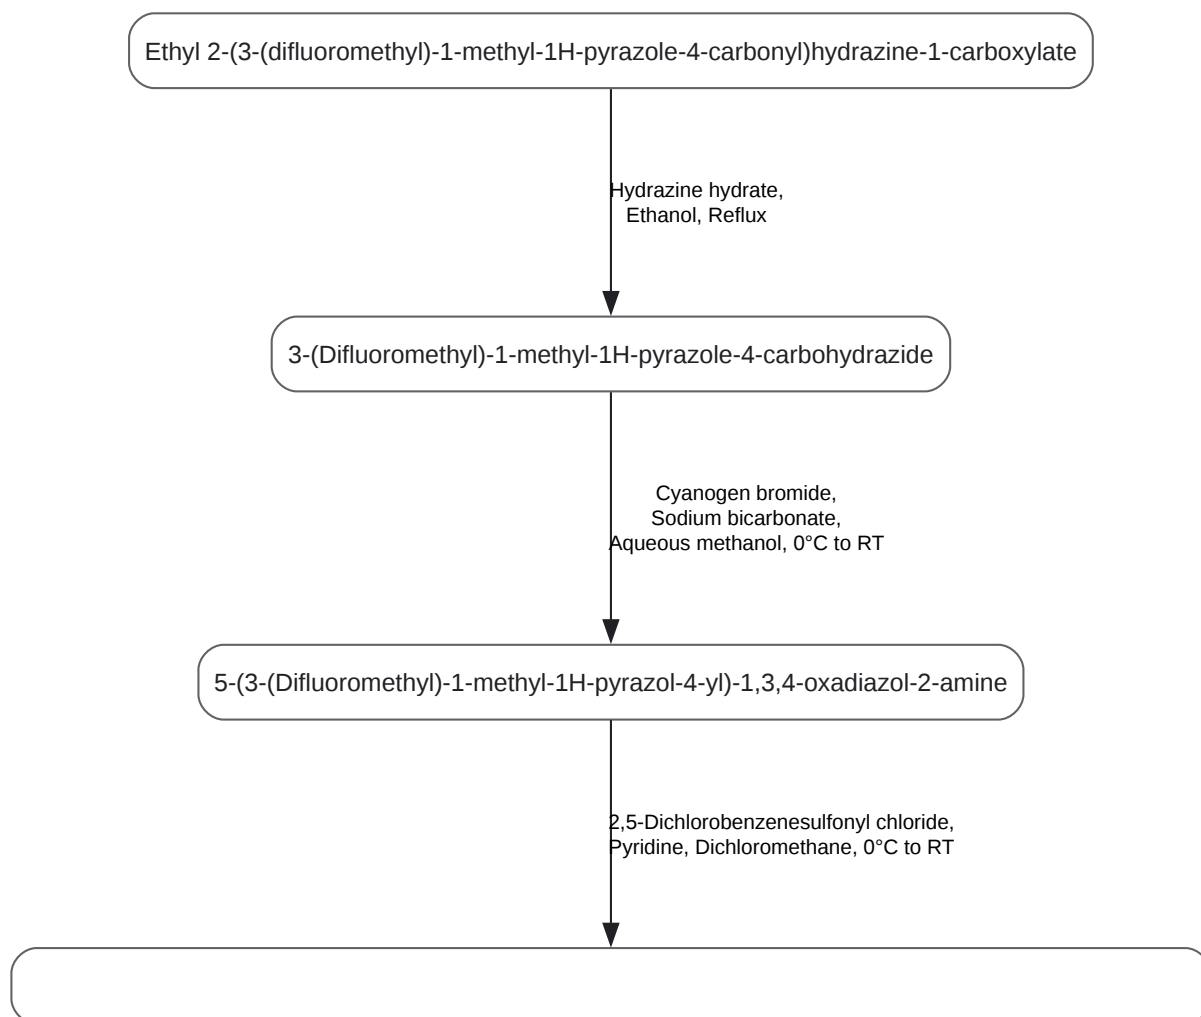 Ethyl 2-(3-(difluoromethyl)-1-methyl-1H-pyrazole-4-carbonyl)hydrazine-1-carboxylate
Hydrazine hydrate,
Ethanol, Reflux
3-(Difluoromethyl)-1-methyl-1H-pyrazole-4-carbohydrazide
Cyanogen bromide,
Sodium bicarbonate,
Aqueous methanol, 0°C to RT
5-(3-(Difluoromethyl)-1-methyl-1H-pyrazol-4-yl)-1,3,4-oxadiazol-2-amine
2,5-Dichlorobenzenesulfonyl chloride,
Pyridine, Dichloromethane, 0°C to RT